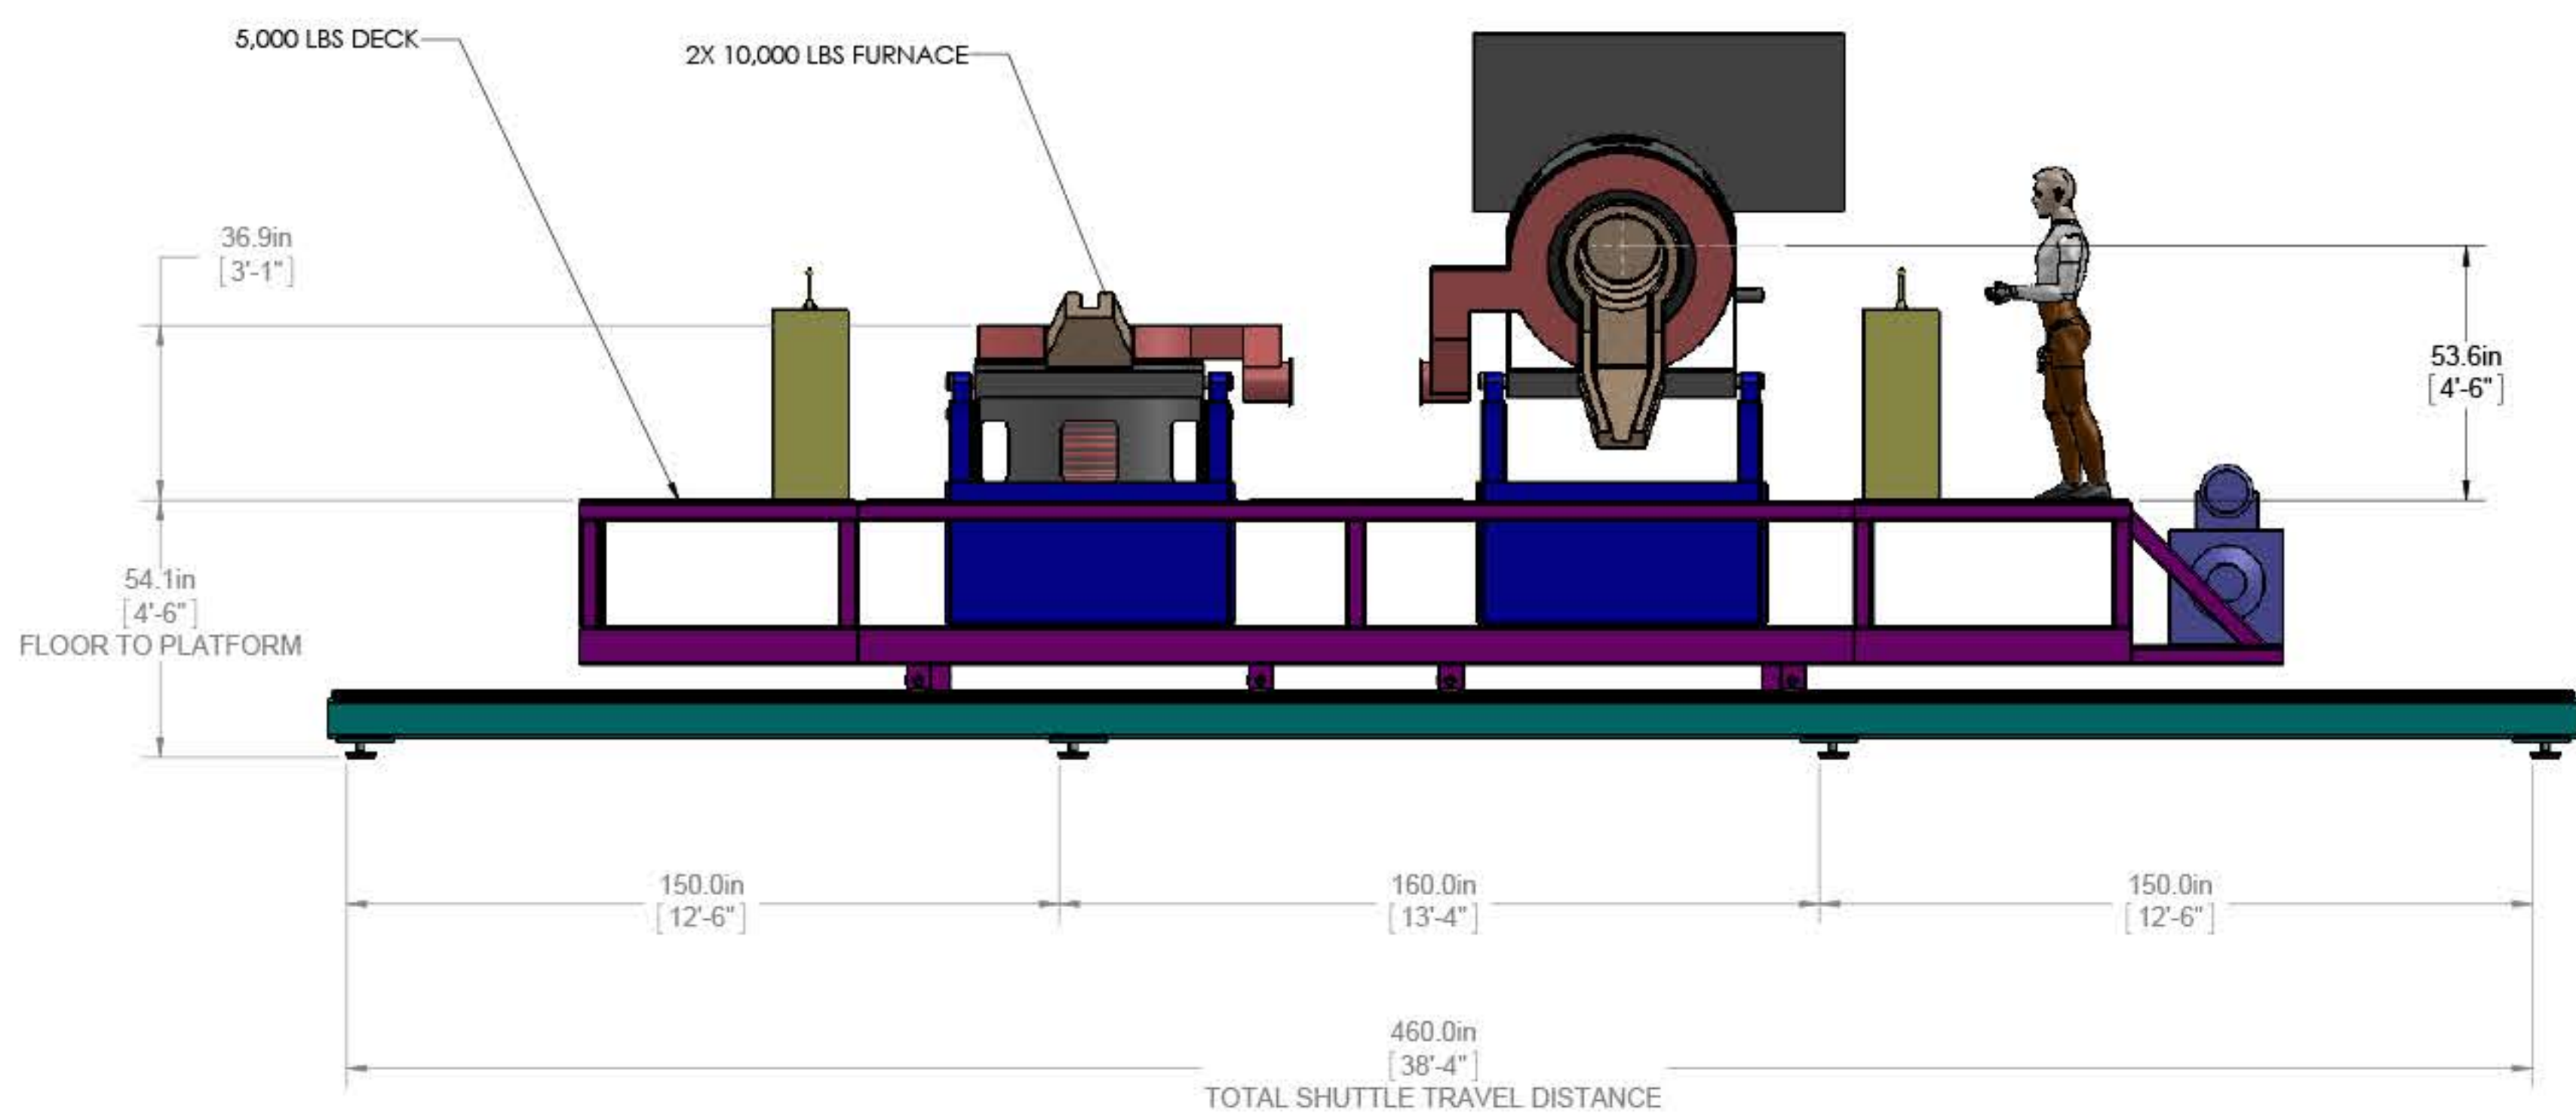 5,000 LBS DECK
2X 10,000 LBS FURNACE
36.9in
[3'-1"]
53.6in
[4'-6"]
54.1in
[4'-6"]
FLOOR TO PLATFORM
150.0in
[12'-6"]
160.0in
[13'-4"]
150.0in
[12'-6"]
460.0in
[38'-4"]
TOTAL SHUTTLE TRAVEL DISTANCE